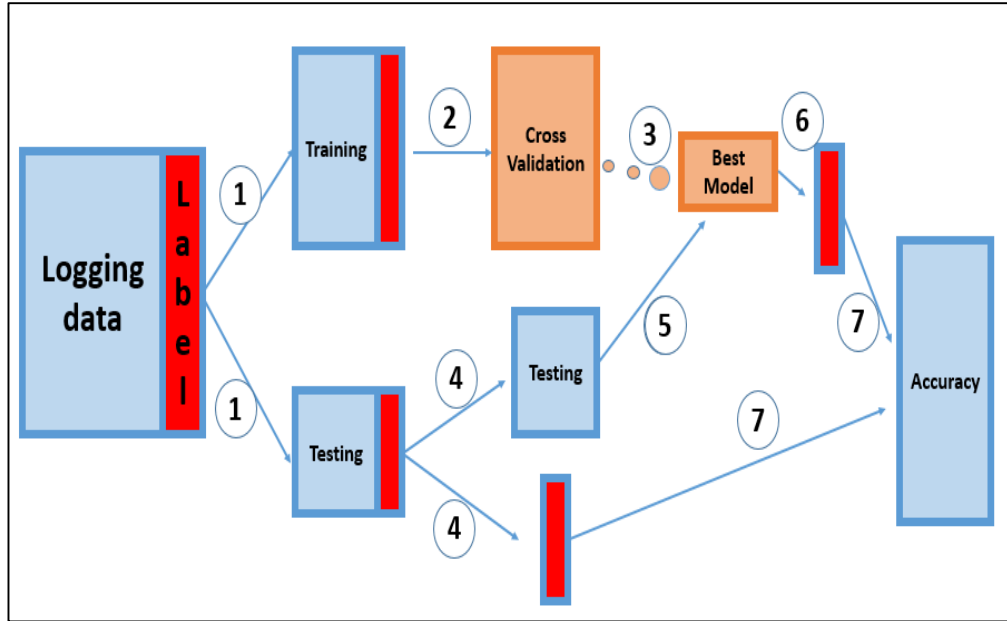 Logging
data
Label
1
1
Training
2
Cross
Validation
3
Best
Model
6
Testing
4
4
Testing
5
7
7
Accuracy